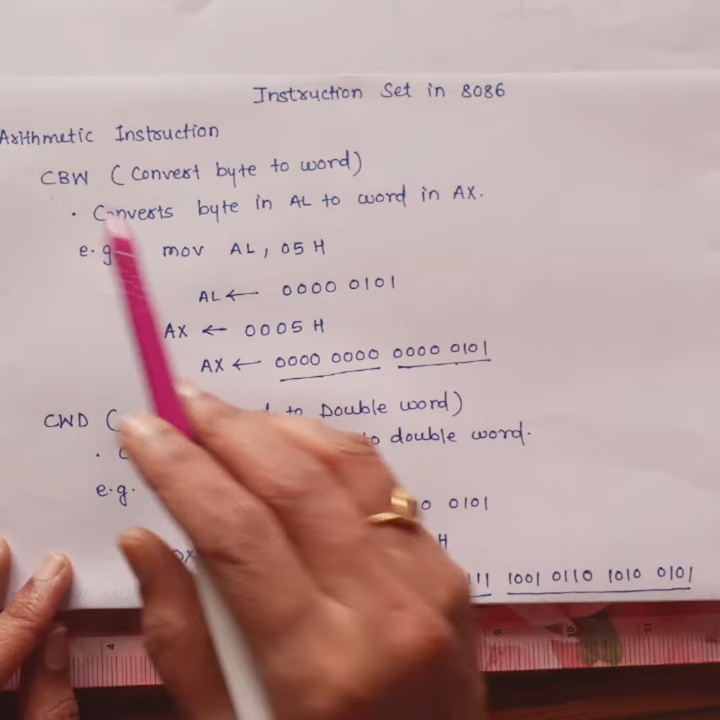 Instruction Set in 8086
Arithmetic Instruction
CBW (Convert byte to word)
• Converts byte in AL to word in AX.
e.g. mov AL, 05 H
AL ← 0000 0101
AX ← 0005 H
AX ← 0000 0000 0000 0101
CWD ( to Double word)
• to double word.
e.g. 0101
H
1001 0110 1010 0101